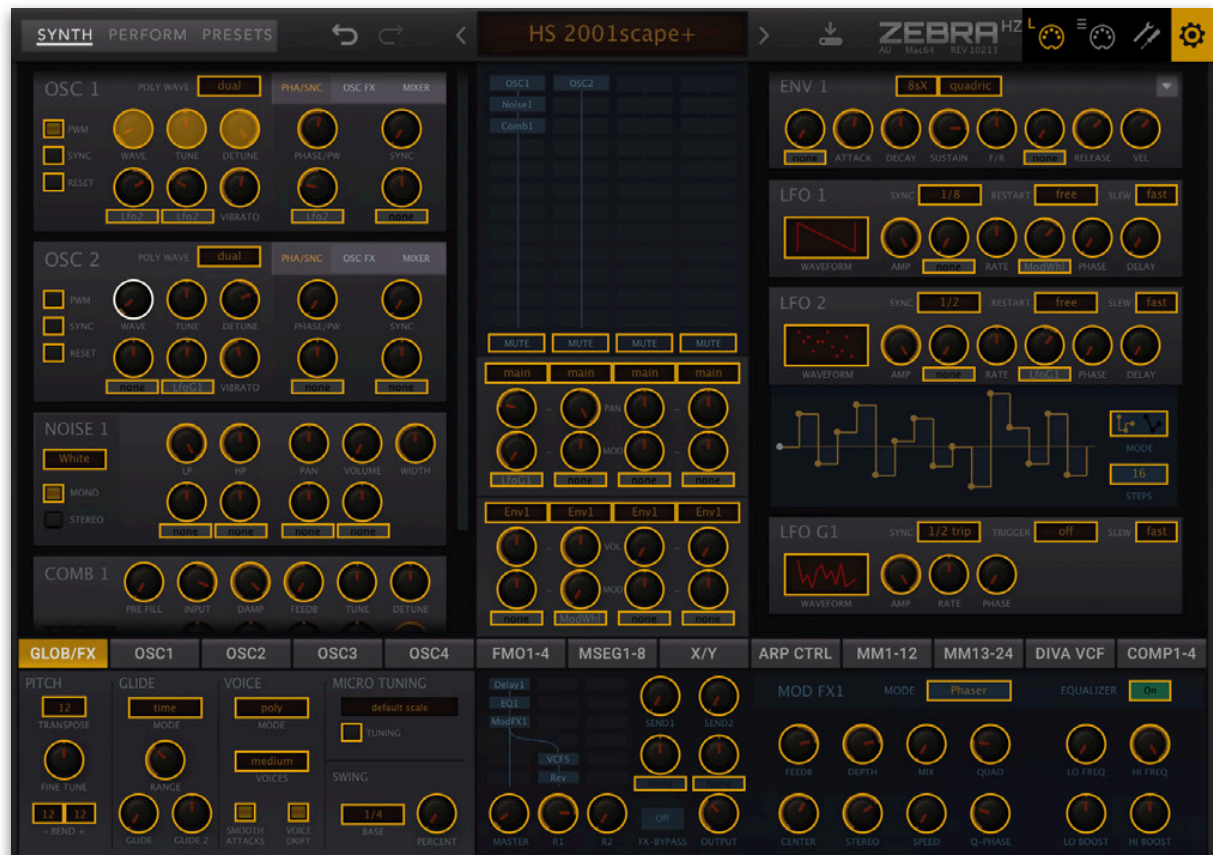 SYNTH PERFORM PRESETS HS 2001scape+ ZEBRA HZ L
AU Mac64 REV 10213
OSC 1 POLY WAVE dual PHA/SNC OSC FX MIXER
PWM
SYNC WAVE TUNE DETUNE PHASE/PW SYNC
RESET
Lfo2 Lfo2 VIBRATO Lfo2 none
OSC 2 POLY WAVE dual PHA/SNC OSC FX MIXER
PWM
SYNC WAVE TUNE DETUNE PHASE/PW SYNC
RESET
none LfoG1 VIBRATO none none
NOISE 1
White
LP HP PAN VOLUME WIDTH
MONO
STEREO
none none none none
COMB 1
PRE FILL INPUT DAMP FEEDB TUNE DETUNE
OSC1 OSC2
Noise1
Comb1
MUTE MUTE MUTE MUTE
main main main main
PAN
MOD
LfoG1 none none none
Env1 Env1 Env1 Env1
VOL
MOD
none ModWhl none none
ENV 1 8sX quadric
none ATTACK DECAY SUSTAIN F/R none RELEASE VEL
LFO 1 SYNC 1/8 RESTART free SLEW fast
WAVEFORM AMP none RATE ModWhl PHASE DELAY
LFO 2 SYNC 1/2 RESTART free SLEW fast
WAVEFORM AMP none RATE LfoG1 PHASE DELAY
MODE
16
STEPS
LFO G1 SYNC 1/2 trip TRIGGER off SLEW fast
WAVEFORM AMP RATE PHASE
GLOB/FX OSC1 OSC2 OSC3 OSC4 FMO1-4 MSEG1-8 X/Y ARP CTRL MM1-12 MM13-24 DIVA VCF COMP1-4
PITCH GLIDE VOICE MICRO TUNING
12 time poly default scale
TRANSPOSE MODE MODE
TUNING
medium
FINE TUNE RANGE VOICES SWING
12 12 1/4
- BEND + GLIDE GLIDE 2 SMOOTH ATTACKS VOICE DRIFT BASE PERCENT
Delay1
EQ1
ModFX1 SEND1 SEND2
VCF5
Rev
Off
MASTER R1 R2 FX-BYPASS OUTPUT
MOD FX1 MODE Phaser EQUALIZER On
FEEDB DEPTH MIX QUAD LO FREQ HI FREQ
CENTER STEREO SPEED Q-PHASE LO BOOST HI BOOST